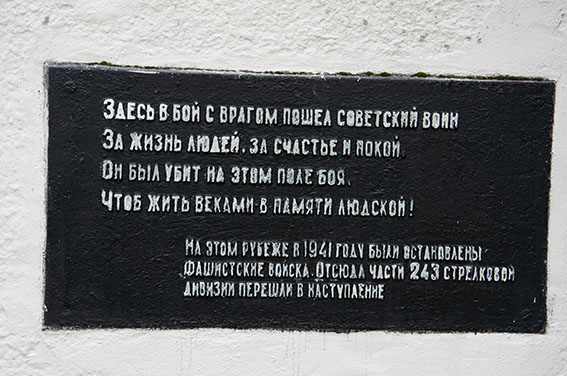 Здесь в бой с врагом пошел советский воин
За жизнь людей, за счастье и покой.
Он был убит на этом поле боя.
Чтоб жить веками в памяти людской!
На этом рубеже в 1941 году были остановлены
фашистские войска. Отсюда части 243 стрелковой
дивизии перешли в наступление